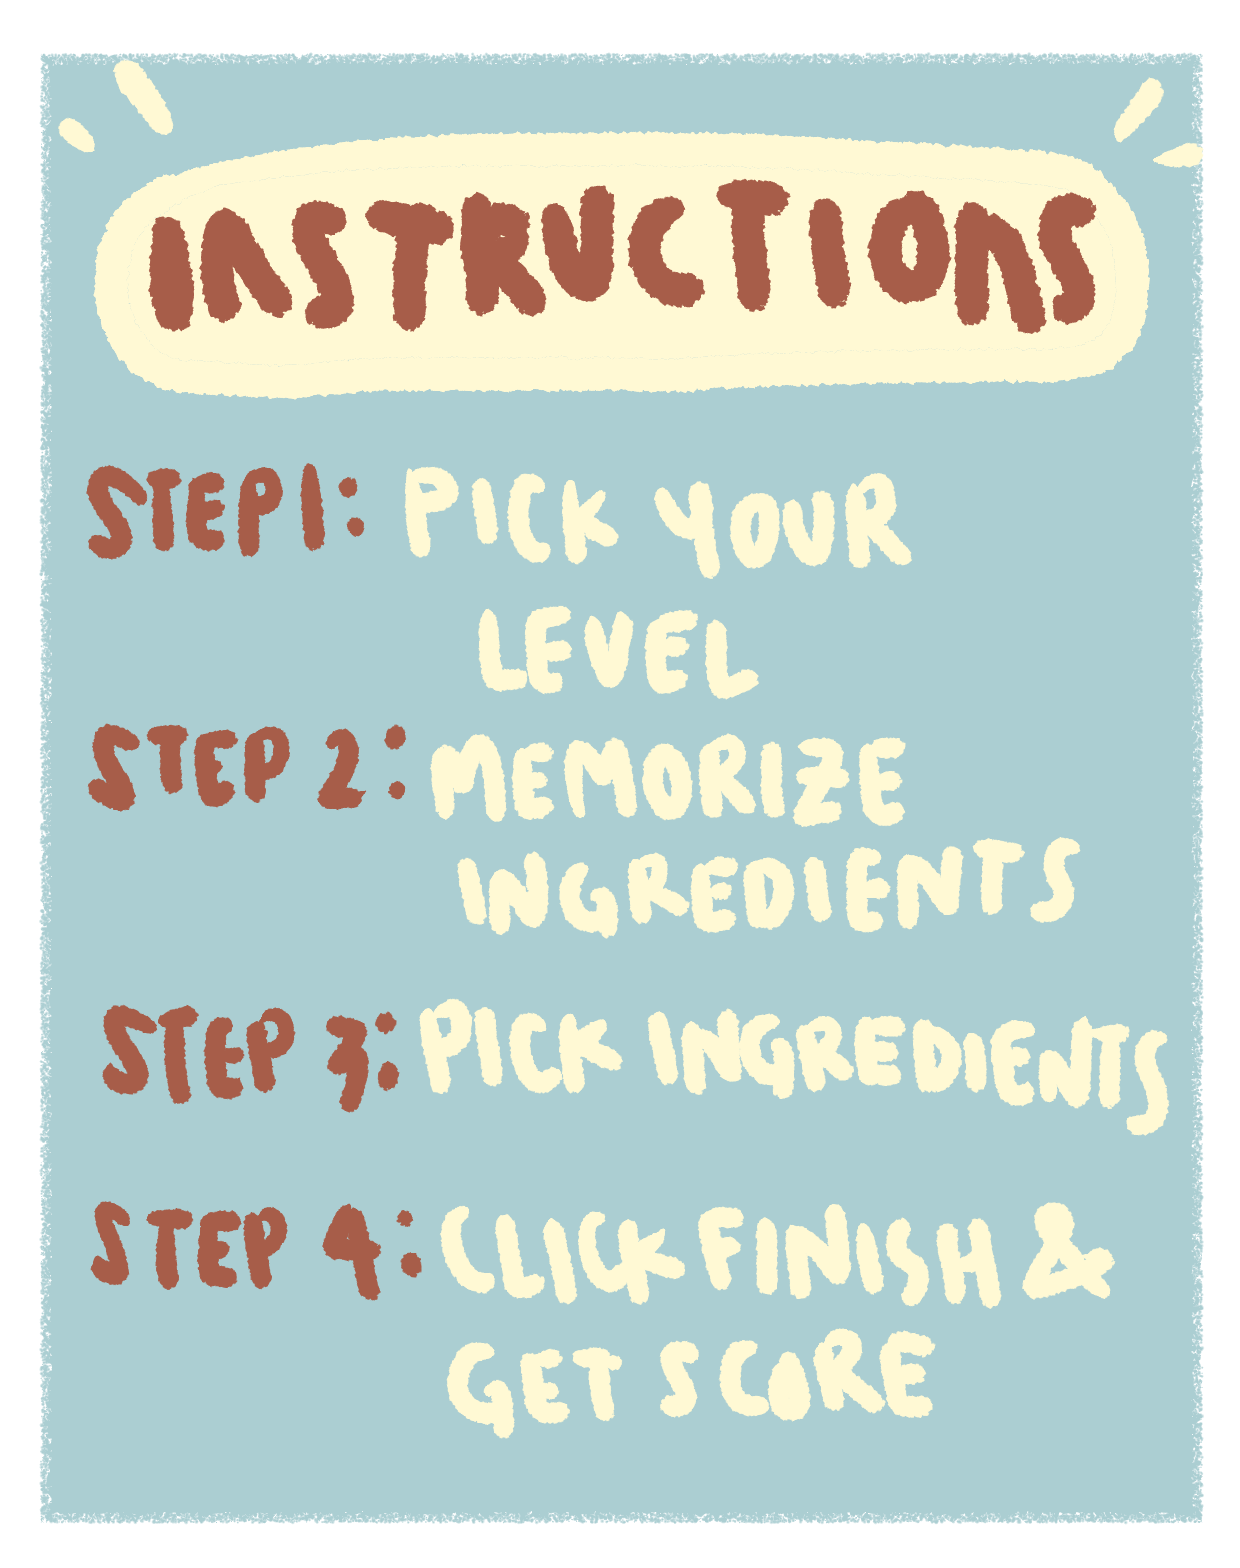 INSTRUCTIONS
STEP 1: PICK YOUR
LEVEL
STEP 2: MEMORIZE
INGREDIENTS
STEP 3: PICK INGREDIENTS
STEP 4: CLICK FINISH &
GET SCORE